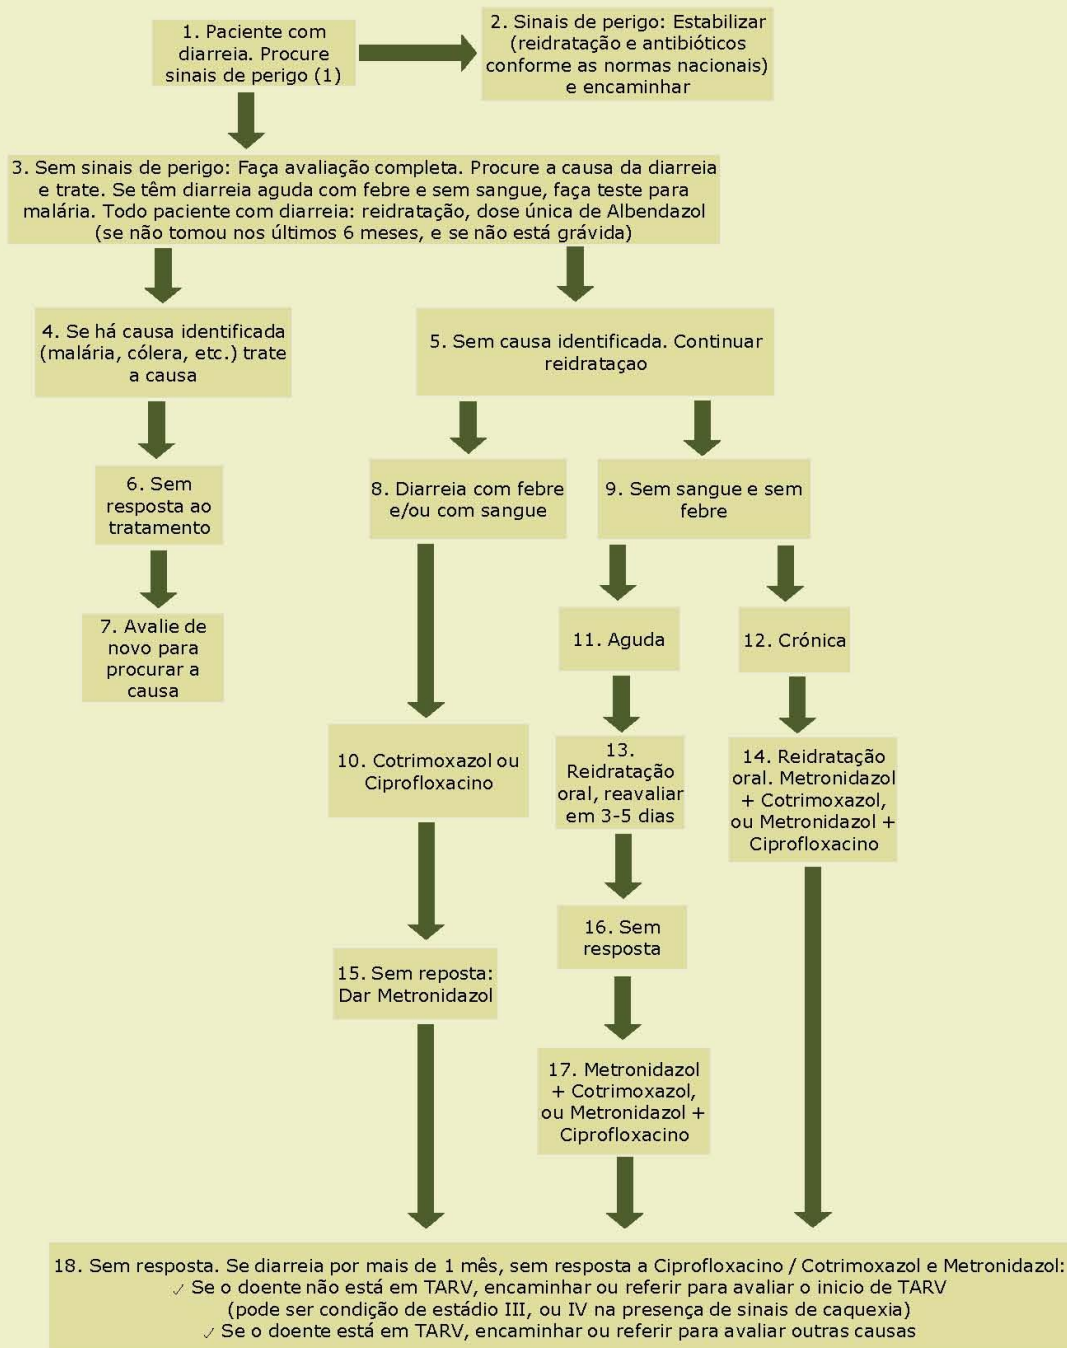 1. Paciente com
diarreia. Procure
sinais de perigo (1)
2. Sinais de perigo: Estabilizar
(reidratação e antibióticos
conforme as normas nacionais)
e encaminhar
3. Sem sinais de perigo: Faça avaliação completa. Procure a causa da diarreia
e trate. Se têm diarreia aguda com febre e sem sangue, faça teste para
malária. Todo paciente com diarreia: reidratação, dose única de Albendazol
(se não tomou nos últimos 6 meses, e se não está grávida)
4. Se há causa identificada
(malária, cólera, etc.) trate
a causa
5. Sem causa identificada. Continuar
reidrataçao
6. Sem
resposta ao
tratamento
7. Avalie de
novo para
procurar a
causa
8. Diarreia com febre
e/ou com sangue
9. Sem sangue e sem
febre
10. Cotrimoxazol ou
Ciprofloxacino
11. Aguda
12. Crónica
13.
Reidratação
oral, reavaliar
em 3-5 dias
14. Reidratação
oral. Metronidazol
+ Cotrimoxazol,
ou Metronidazol +
Ciprofloxacino
15. Sem reposta:
Dar Metronidazol
16. Sem
resposta
17. Metronidazol
+ Cotrimoxazol,
ou Metronidazol +
Ciprofloxacino
18. Sem resposta. Se diarreia por mais de 1 mês, sem resposta a Ciprofloxacino / Cotrimoxazol e Metronidazol:
✓ Se o doente não está em TARV, encaminhar ou referir para avaliar o inicio de TARV
(pode ser condição de estádio III, ou IV na presença de sinais de caquexia)
✓ Se o doente está em TARV, encaminhar ou referir para avaliar outras causas